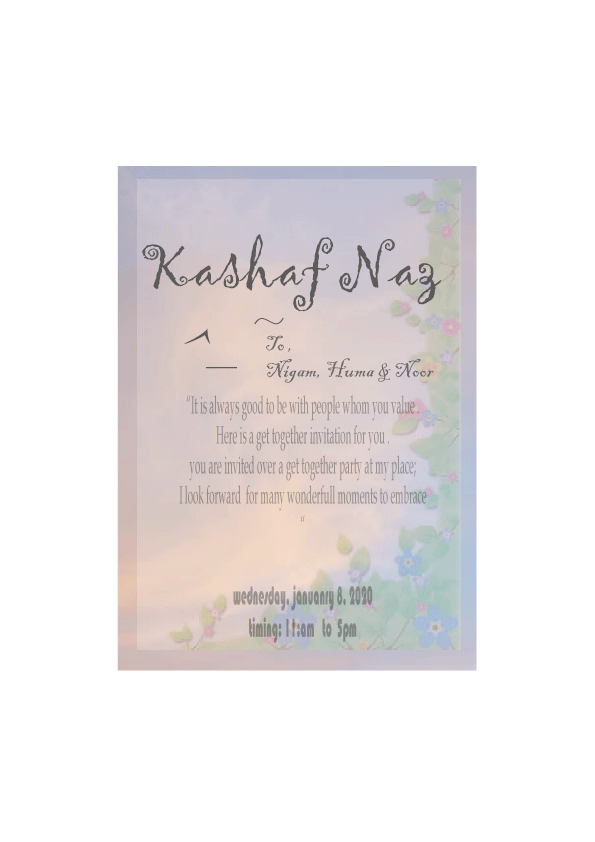 Kashaf Naz
~
^
To,
—
Nigam, Huma & Noor
"It is always good to be with people whom you value .
Here is a get together invitation for you .
you are invited over a get together party at my place;
I look forward  for many wonderfull moments to embrace
"
wednesday, januanry 8, 2020
timing: 11:am  to  5pm